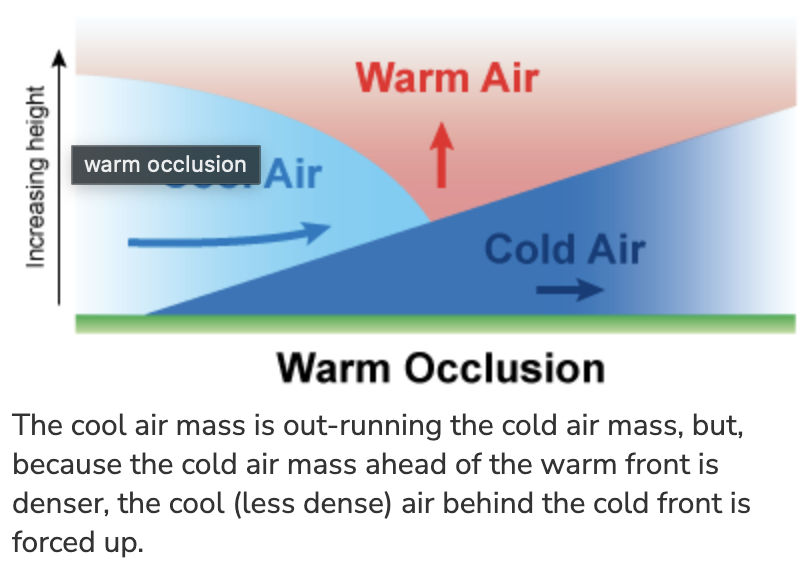 Warm Air
warm occlusion
Air
Increasing height
Cold Air
Warm Occlusion
The cool air mass is out-running the cold air mass, but,
because the cold air mass ahead of the warm front is
denser, the cool (less dense) air behind the cold front is
forced up.